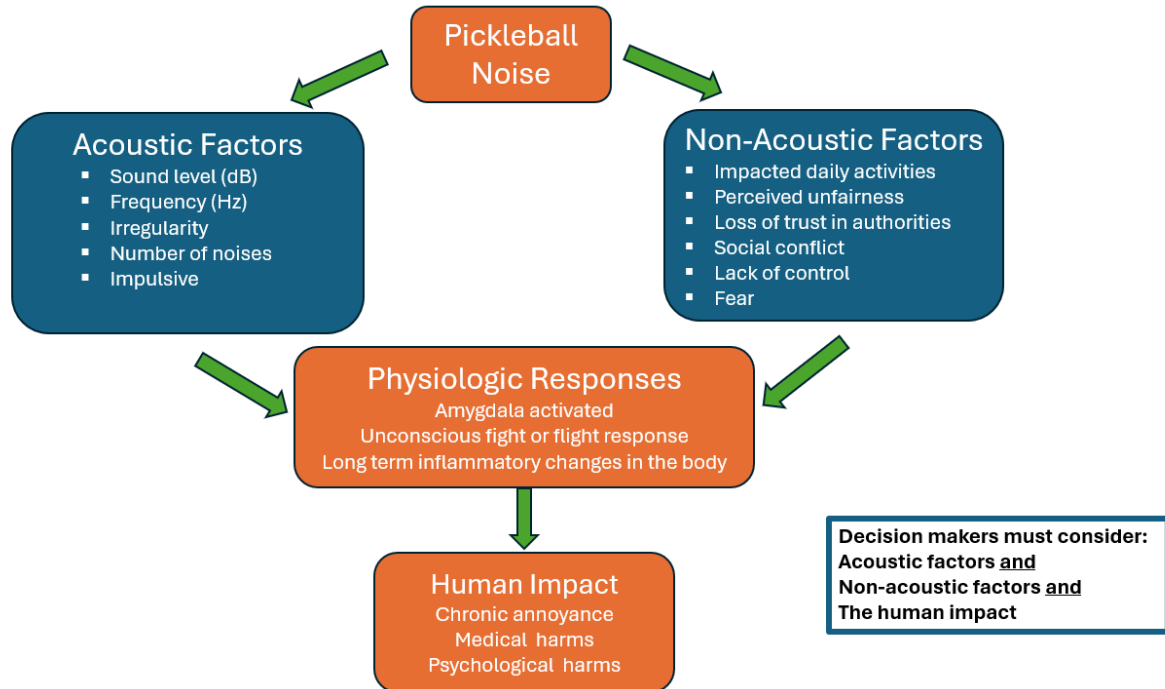 Pickleball
Noise
Acoustic Factors
▪ Sound level (dB)
▪ Frequency (Hz)
▪ Irregularity
▪ Number of noises
▪ Impulsive
Non-Acoustic Factors
▪ Impacted daily activities
▪ Perceived unfairness
▪ Loss of trust in authorities
▪ Social conflict
▪ Lack of control
▪ Fear
Physiologic Responses
Amygdala activated
Unconscious fight or flight response
Long term inflammatory changes in the body
Human Impact
Chronic annoyance
Medical harms
Psychological harms
Decision makers must consider:
Acoustic factors and
Non-acoustic factors and
The human impact